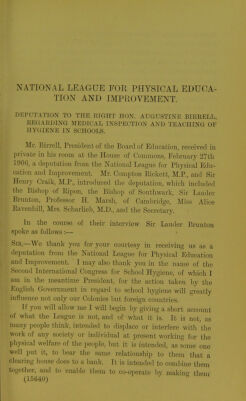 NATIONAL LEAGUE FOR PHYSICAL EDUCA-
TION AND IMPROVEMENT.
DEPUTATION TO THE RIGHT HON. AUGUSTINE BIRRELL,
REGARDING MEDICAL INSPECTION AND TEACHING OF
HYGIENE IN SCHOOLS.
Mr. Birrell, President of the Board of Education, received in
private in his room at the House of Commons, February 27th
1906, a deputation from the National League for Physical Edu-
cation and Improvement. Mr. Compton Rickett, M.P., and Sir
Henry Craik, M.P., introduced the deputation, which included
the Bishop of Ripon, the Bishop of Southwark, Sir Lauder
Brunton, Professor H. Marsh, of Cambridge, Miss Alice
Ravenhill, Mrs. Scharlieb, M.D., and the Secretary.
In the course of their interview Sir Lauder Brunton
spoke as follows:—
SIR,—We thank you for your courtesy in receiving us as a
deputation from the National League for Physical Education
and Improvement. I may also thank you in the name of the
Second International Congress for School Hygiene, of which I
am in the meantime President, for the action taken by the
English Government in regard to school hygiene will greatly
influence not only our Colonies but foreign countries.
If you will allow me I will begin by giving a short account
of what the League is not, and of what it is. It is not, as
many people think, intended to displace or interfere with the
work of any society or individual at present working for the
physical welfare of the people, but it is intended, as some one
well put it, to bear the same relationship to them that a
clearing house does to a bank. It is intended to combine them
together, and to enable them to co-operate by making them
(15640)